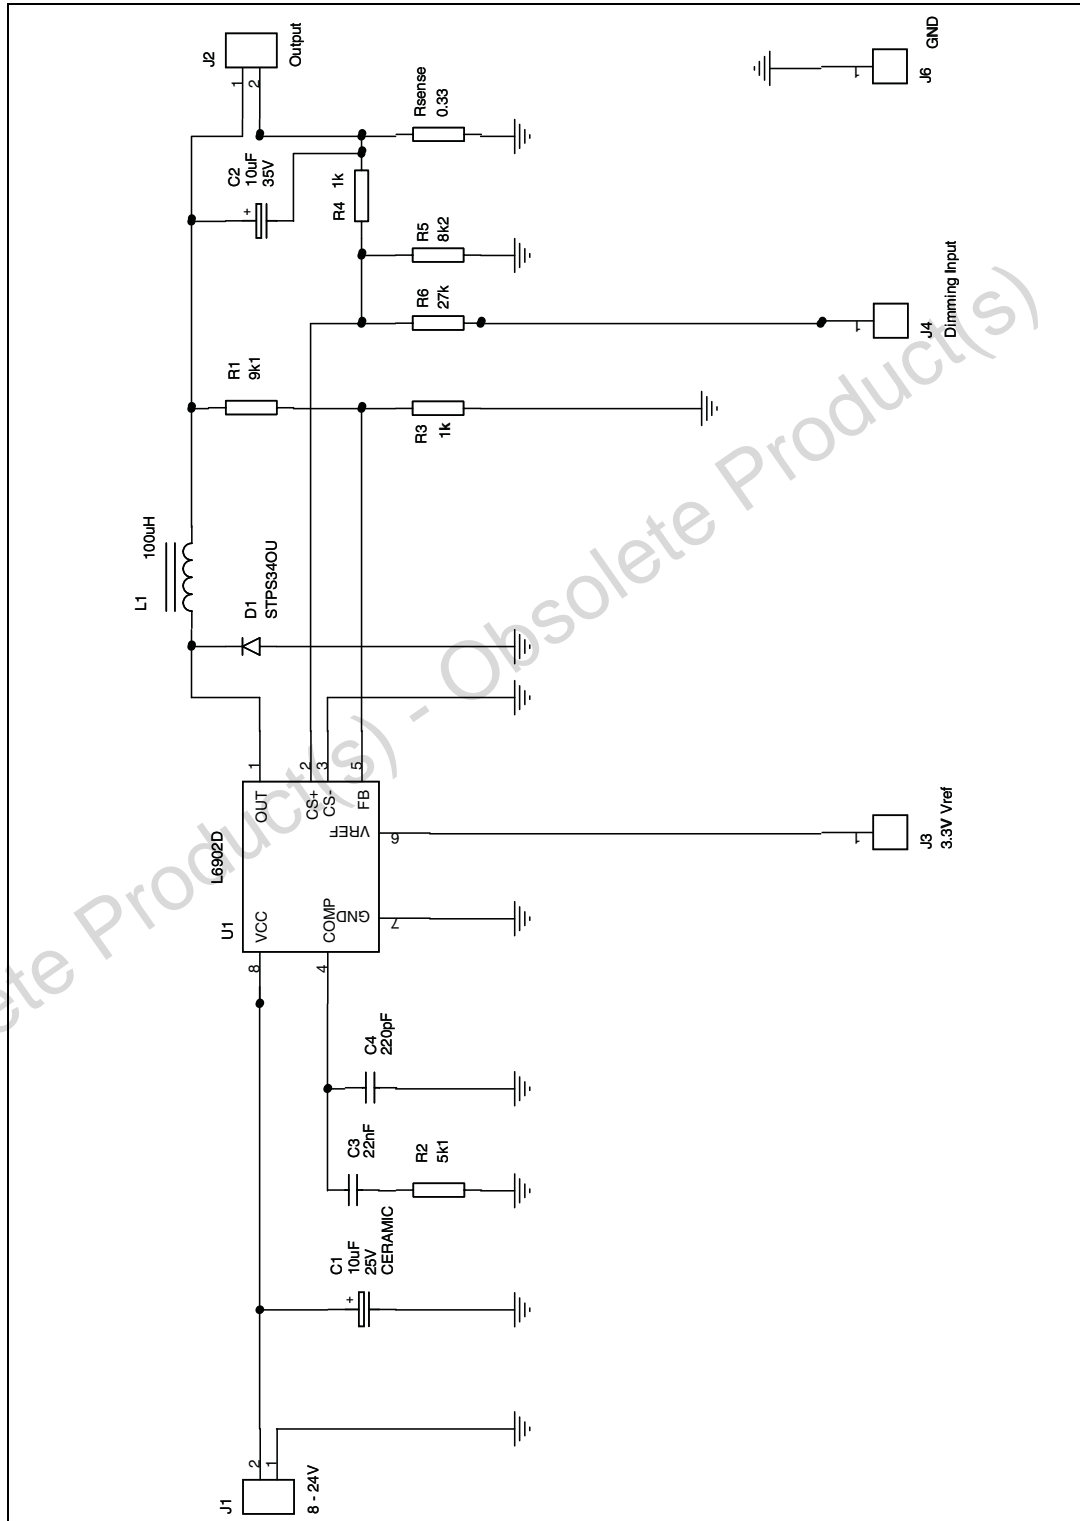 J1
8 - 24V
2
1
C1
10uF
25V
CERAMIC
+
C3
22nF
R2
5k1
C4
220pF
U1
L6902D
8
VCC
4
COMP
GND
7
VREF
6
OUT
1
CS+
2
CS-
3
FB
5
J3
3.3V Vref
1
D1
STPS340U
L1
100uH
R1
9k1
R3
1k
R6
27k
R5
8k2
R4
1k
J4
Dimming Input
1
C2
10uF
35V
+
Rsense
0.33
J2
Output
1
2
J6
GND
1
ete Product(s) - Obsolete Product(s)